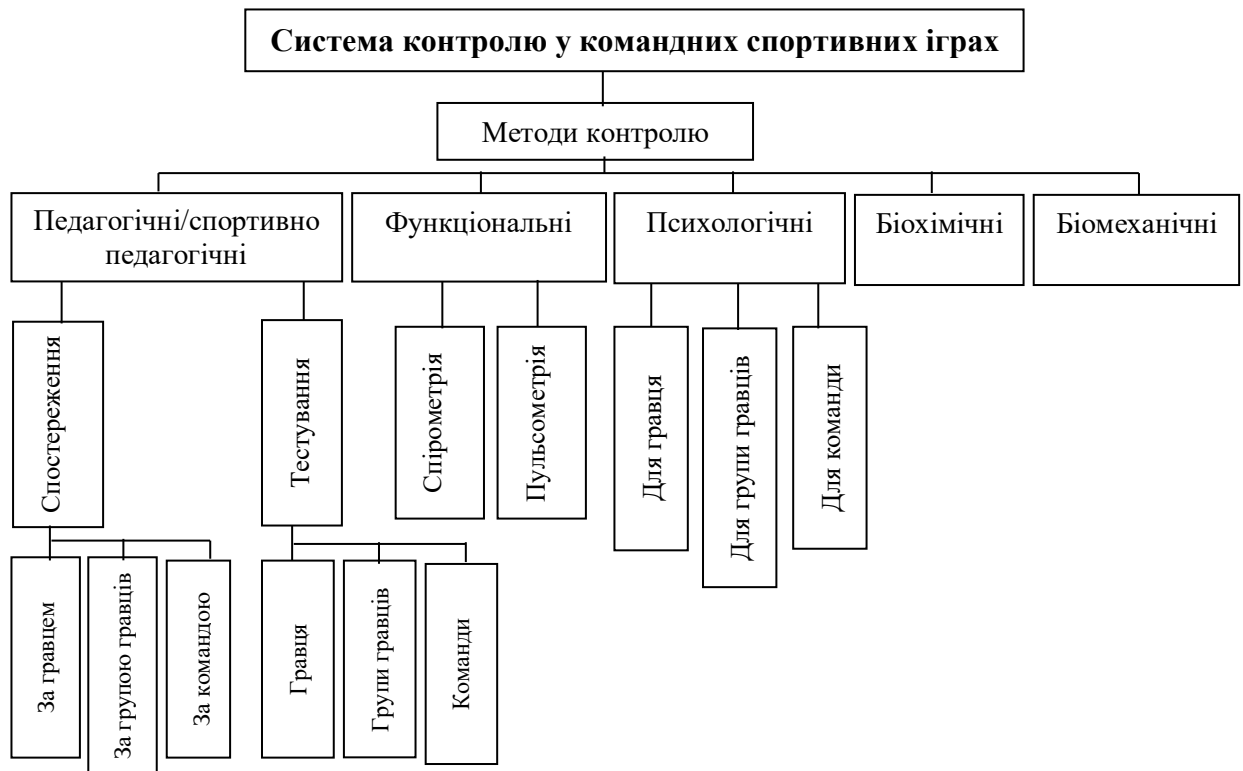 Система контролю у командних спортивних іграх
Методи контролю
Педагогічні/спортивно
педагогічні
Функціональні
Психологічні
Біохімічні
Біомеханічні
Спостереження
Тестування
Спірометрія
Пульсометрія
Для гравця
Для групи гравців
Для команди
За гравцем
За групою гравців
За командою
Гравця
Групи гравців
Команди